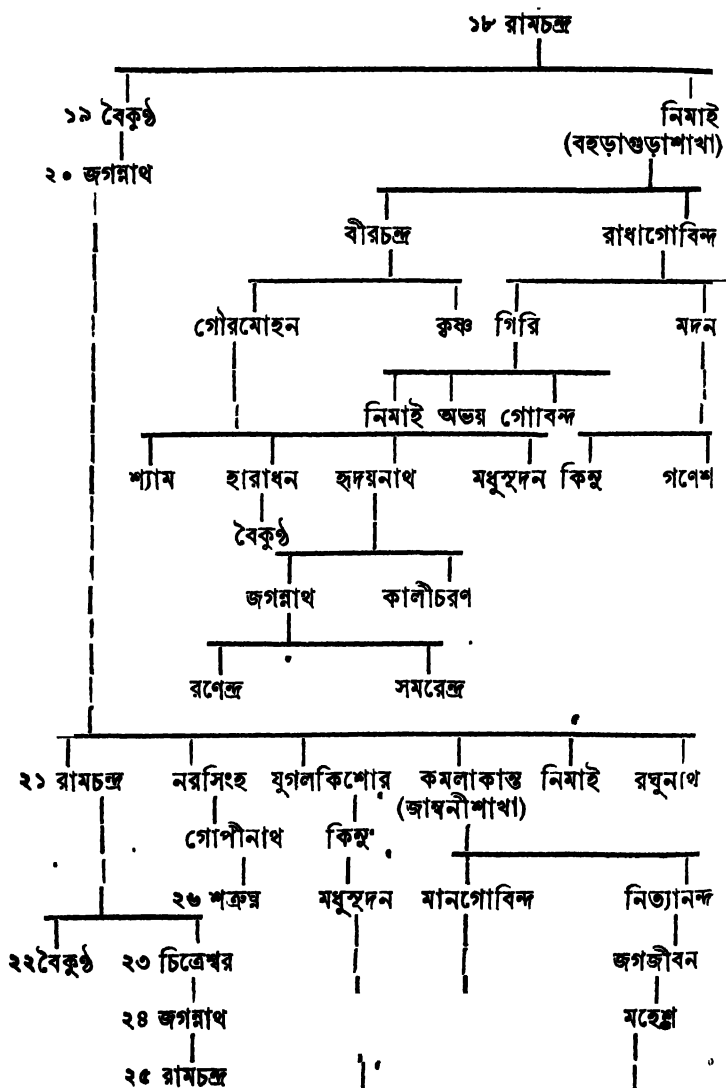 ১৮ রামচন্দ্র
১৯ বৈকুণ্ঠ নিমাই
(বহড়াগুড়াশাখা)
২০ জগন্নাথ
বীরচন্দ্র রাধাগোবিন্দ
গৌরমোহন কৃষ্ণ গিরি মদন
নিমাই অভয় গোবিন্দ
শ্যাম হারাধন হৃদয়নাথ মধুসূদন কিনু গণেশ
বৈকুণ্ঠ
জগন্নাথ কালীচরণ
রণেন্দ্র সমরেন্দ্র
২১ রামচন্দ্র নরসিংহ যুগলকিশোর কমলাকান্ত নিমাই রঘুনাথ
(জাম্বনীশাখা)
গোপীনাথ কিনু
২৬ শত্রুঘ্ন মধুসূদন মানগোবিন্দ নিত্যানন্দ
২২ বৈকুণ্ঠ ২৩ চিত্রেশ্বর জগজীবন
২৪ জগন্নাথ মহেশ
২৫ রামচন্দ্র